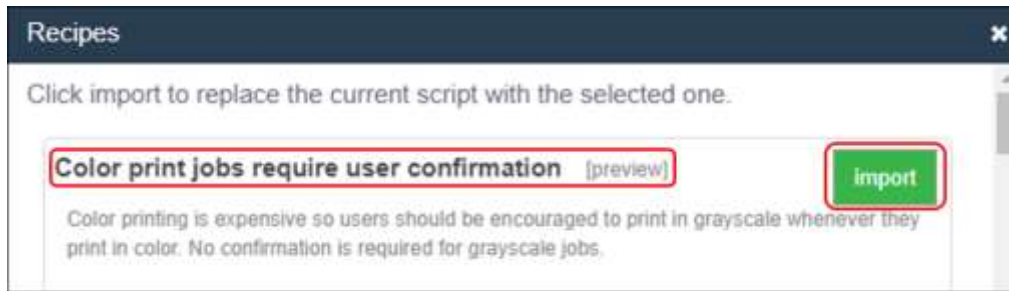 Recipes
Click import to replace the current script with the selected one.
Color print jobs require user confirmation [preview]
import
Color printing is expensive so users should be encouraged to print in grayscale whenever they
print in color. No confirmation is required for grayscale jobs.